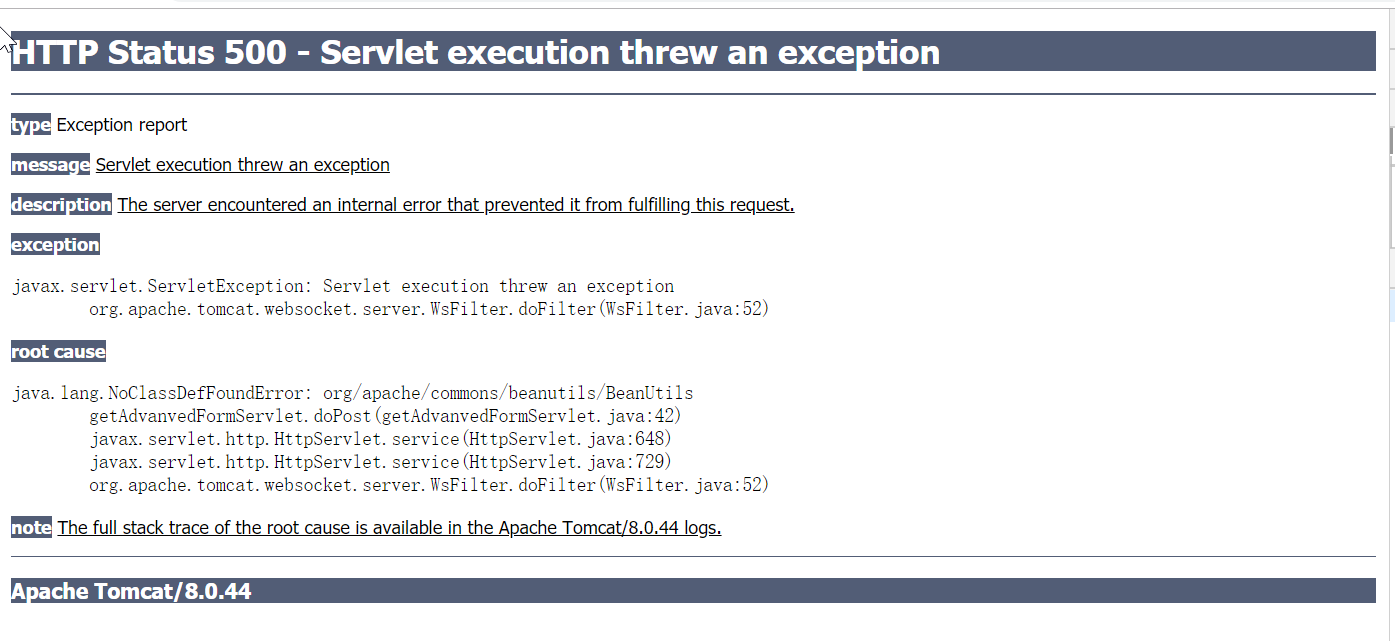 HTTP Status 500 - Servlet execution threw an exception
type Exception report
message Servlet execution threw an exception
description The server encountered an internal error that prevented it from fulfilling this request.
exception
javax.servlet.ServletException: Servlet execution threw an exception
org.apache.tomcat.websocket.server.WsFilter.doFilter(WsFilter.java:52)
root cause
java.lang.NoClassDefFoundError: org/apache/commons/beanutils/BeanUtils
getAdvanvedFormServlet.doPost(getAdvanvedFormServlet.java:42)
javax.servlet.http.HttpServlet.service(HttpServlet.java:648)
javax.servlet.http.HttpServlet.service(HttpServlet.java:729)
org.apache.tomcat.websocket.server.WsFilter.doFilter(WsFilter.java:52)
note The full stack trace of the root cause is available in the Apache Tomcat/8.0.44 logs.
Apache Tomcat/8.0.44